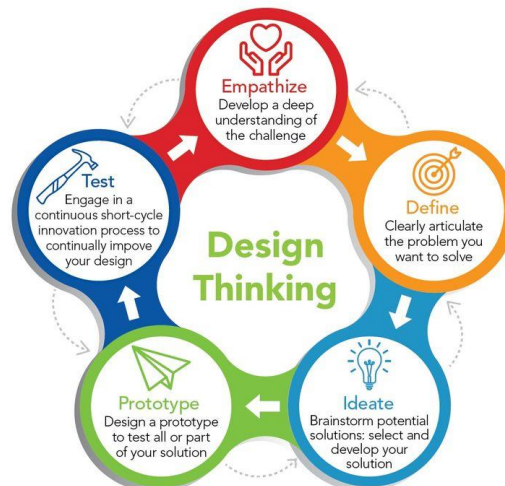 Empathize
Develop a deep
understanding of
the challenge
Define
Clearly articulate
the problem you
want to solve
Ideate
Brainstorm potential
solutions: select and
develop your
solution
Prototype
Design a prototype
to test all or part
of your solution
Test
Engage in a
continuous short-cycle
innovation process to
continually impove
your design
Design
Thinking